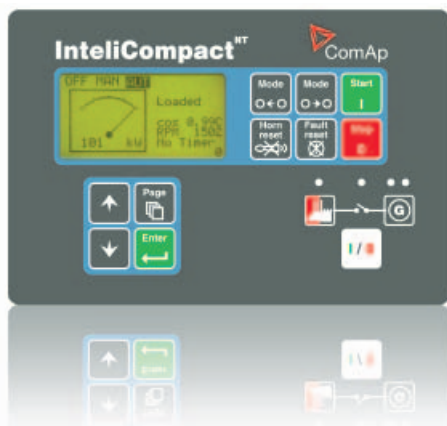 InteliCompact NT
ComAp
OFF MAN AUT
Loaded
cos 0.99C
RPM 1502
No Timer
101 kW
0
Mode
Mode
Start
I
Horn reset
Fault reset
Stop
Page
Enter
G
I / O